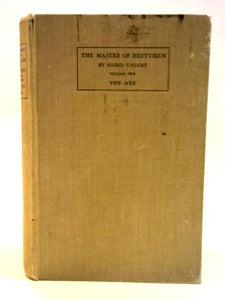 THE MASTER OF HESTVIKEN
BY SIGRID UNDSET
VOLUME ONE
THE AXE